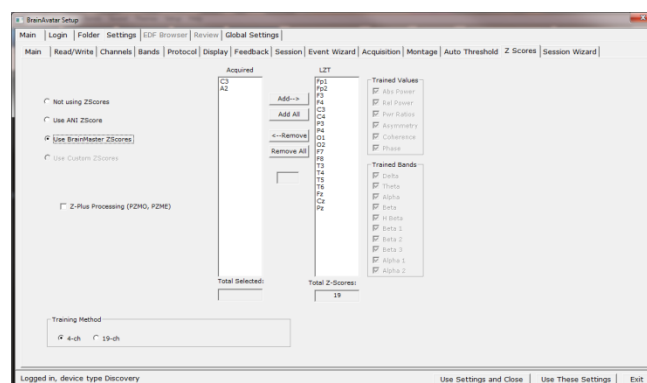 BrainAvatar Setup
Main Login Folder Settings EDF Browser Review Global Settings
Main Read/Write Channels Bands Protocol Display Feedback Session Event Wizard Acquisition Montage Auto Threshold Z Scores Session Wizard
Acquired
C3
A2
Not using ZScores
Use ANI ZScore
Use BrainMaster ZScores
Use Custom ZScores
Z-Plus Processing (PZMO, PZME)
Add-->
Add All
<--Remove
Remove All
LZT
Fp1
Fp2
F3
F4
C3
C4
P3
P4
O1
O2
F7
F8
T3
T4
T5
T6
Fz
Cz
Pz
Trained Values
Abs Power
Rel Power
Pwr Ratios
Asymmetry
Coherence
Phase
Trained Bands
Delta
Theta
Alpha
Beta
H Beta
Beta 1
Beta 2
Beta 3
Alpha 1
Alpha 2
Total Selected:
Total Z-Scores:
19
Training Method
4-ch 19-ch
Logged in, device type Discovery
Use Settings and Close Use These Settings Exit